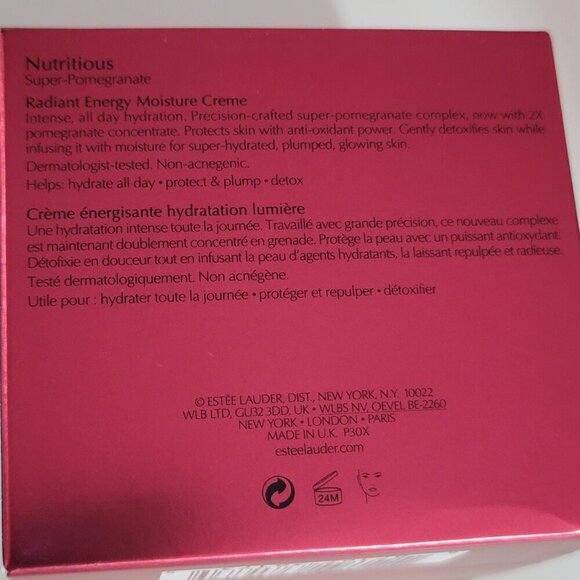 Nutritious
Super-Pomegranate
Radiant Energy Moisture Creme
Intense, all day hydration. Precision-crafted super-pomegranate complex, now with 2X
pomegranate concentrate. Protects skin with anti-oxidant power. Gently detoxifies skin while
infusing it with moisture for super-hydrated, plumped, glowing skin.
Dermatologist-tested. Non-acnegenic.
Helps: hydrate all day • protect & plump • detox
Crème énergisante hydratation lumière
Une hydratation intense toute la journée. Travaillé avec grande précision, ce nouveau complexe
est maintenant doublement concentré en grenade. Protège la peau avec un puissant antioxydant.
Détoxifie en douceur tout en infusant la peau d'agents hydratants, la laissant repulpée et radieuse.
Testé dermatologiquement. Non acnégène.
Utile pour : hydrater toute la journée • protéger et repulper • détoxifier
© ESTÉE LAUDER, DIST., NEW YORK, N.Y. 10022
WLB LTD, GU32 3DD, UK • WLBS NV, OEVEL, BE-2260
NEW YORK • LONDON • PARIS
MADE IN U.K. P30X
esteelauder.com
24M